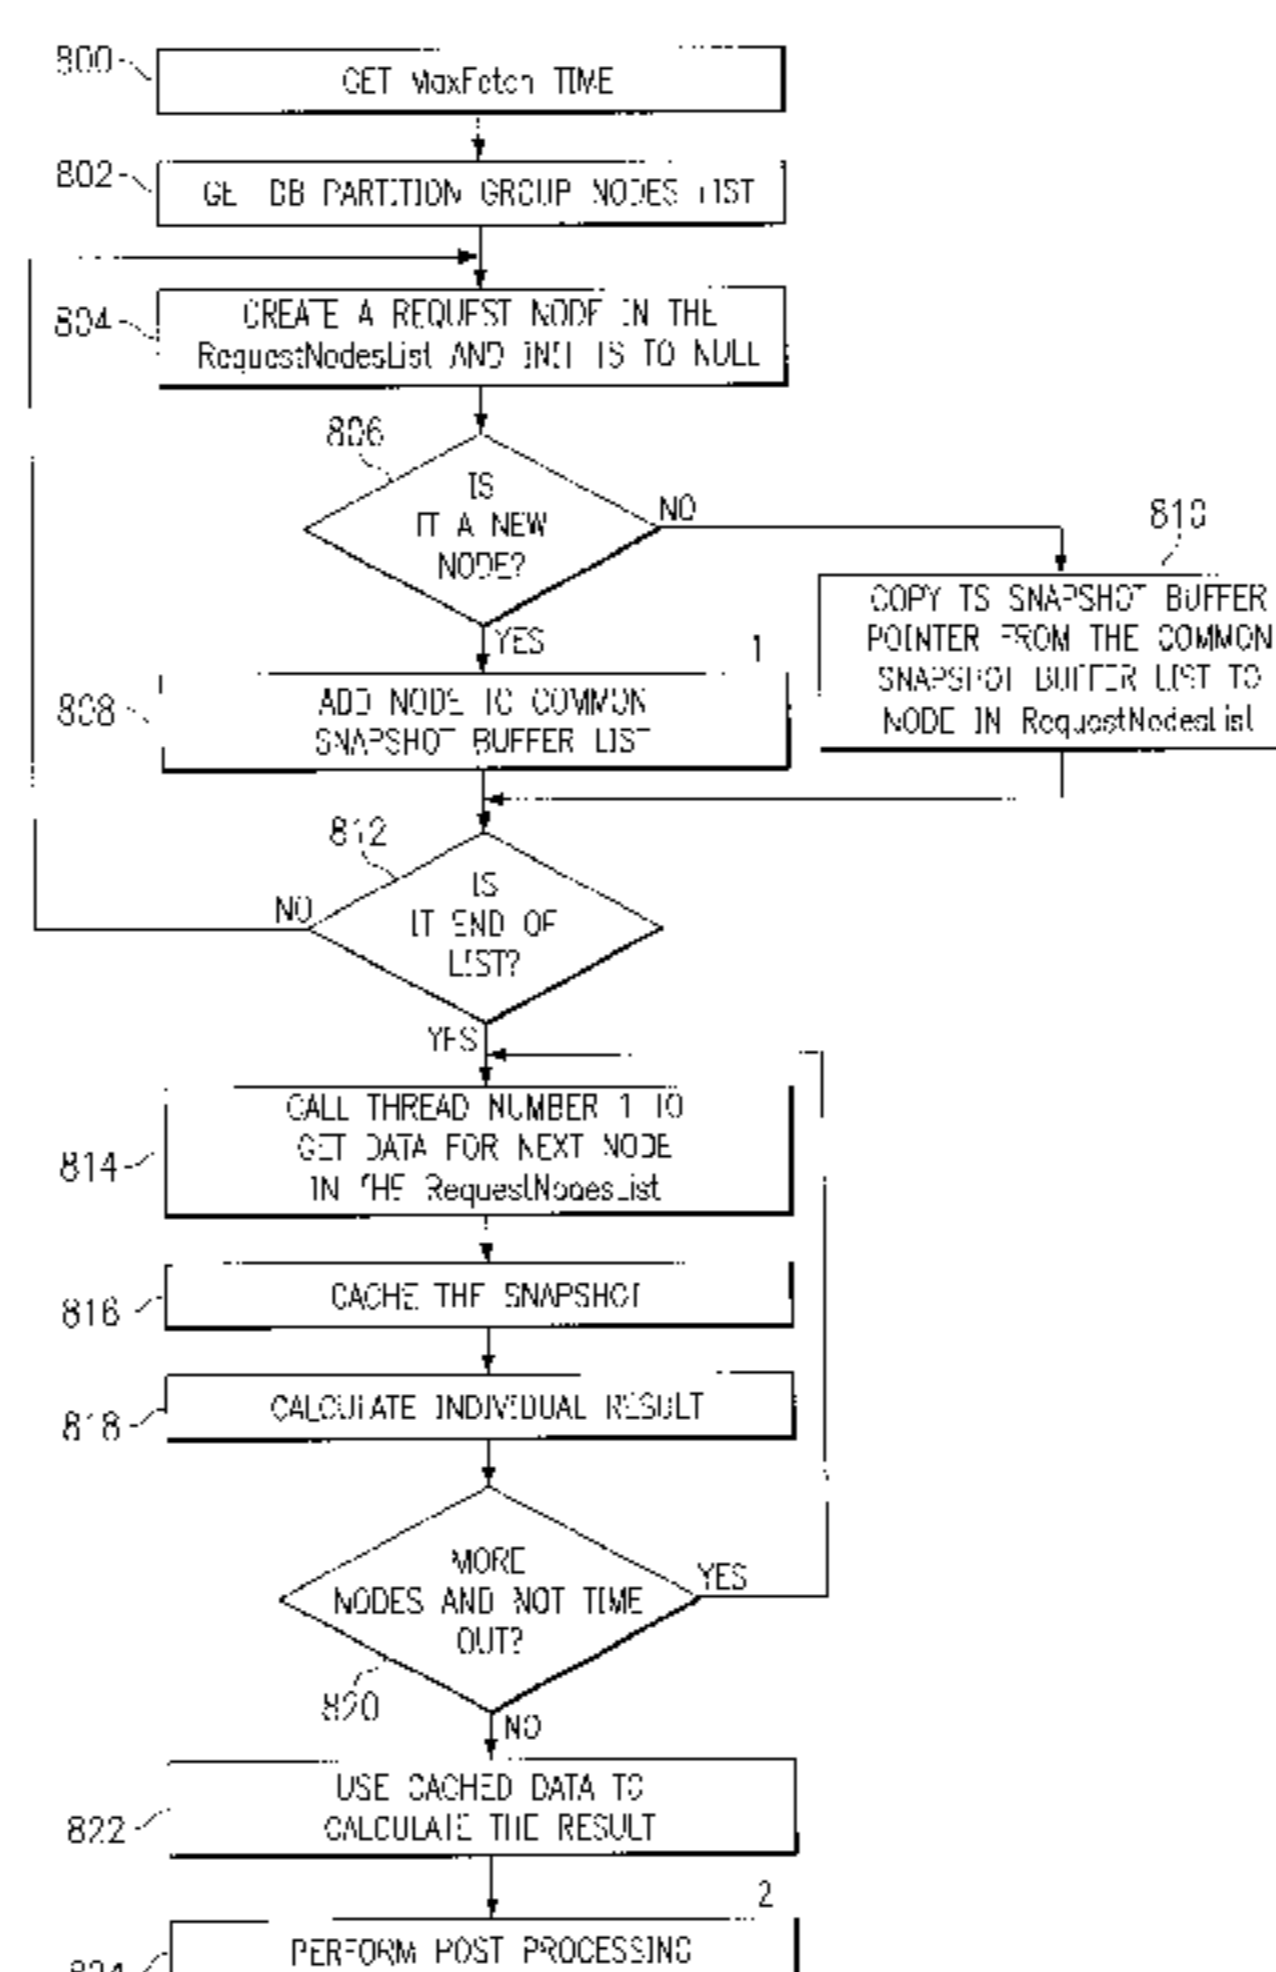 800
GET MaxFetch TIME
802
GET DB PARTITION GROUP NODES LIST
804
CREATE A REQUEST NODE IN THE
RequestNodesList AND INIT TS TO NULL
806
IS
IT A NEW
NODE?
NO
YES
810
COPY TS SNAPSHOT BUFFER
POINTER FROM THE COMMON
SNAPSHOT BUFFER LIST TO
NODE IN RequestNodesList
1
808
ADD NODE TO COMMON
SNAPSHOT BUFFER LIST
812
IS
IT END OF
LIST?
NO
YES
814
CALL THREAD NUMBER 1 TO
GET DATA FOR NEXT NODE
IN THE RequestNodesList
816
CACHE THE SNAPSHOT
818
CALCULATE INDIVIDUAL RESULT
MORE
NODES AND NOT TIME
OUT?
YES
820
NO
822
USE CACHED DATA TO
CALCULATE THE RESULT
2
824
PERFORM POST PROCESSING